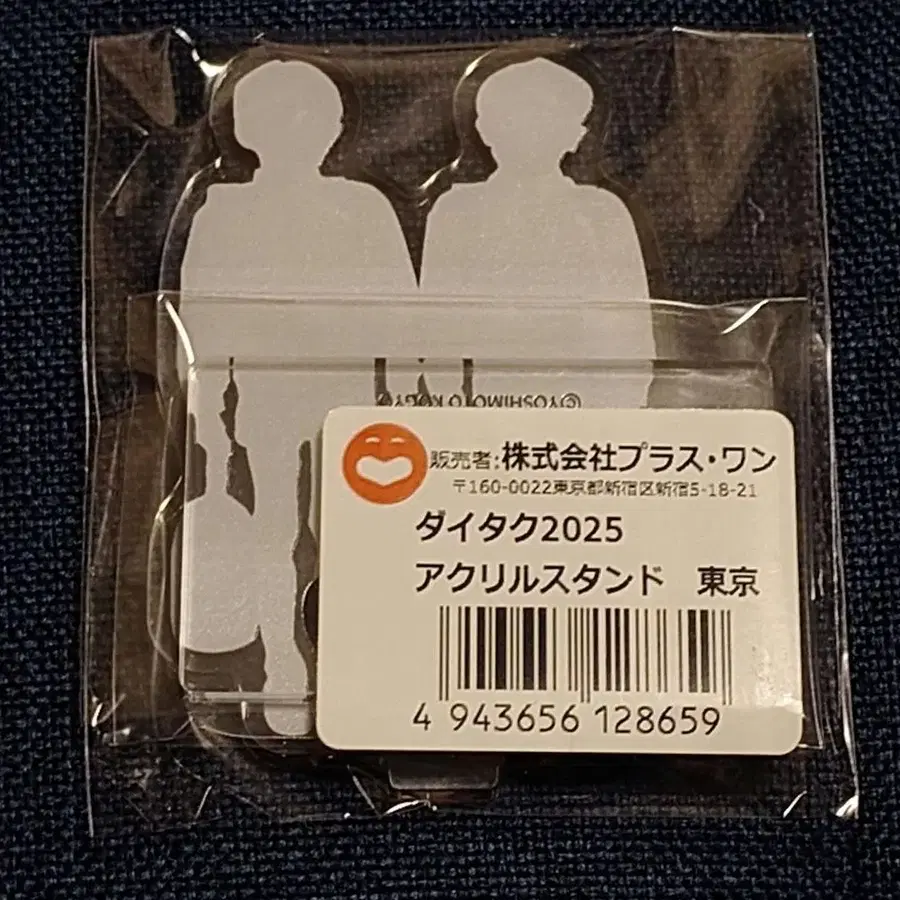 ©YOSHIMOTO KOGYO
販売者:株式会社プラス・ワン
〒160-0022東京都新宿区新宿5-18-21
ダイタク2025
アクリルスタンド 東京
4 943656 128659